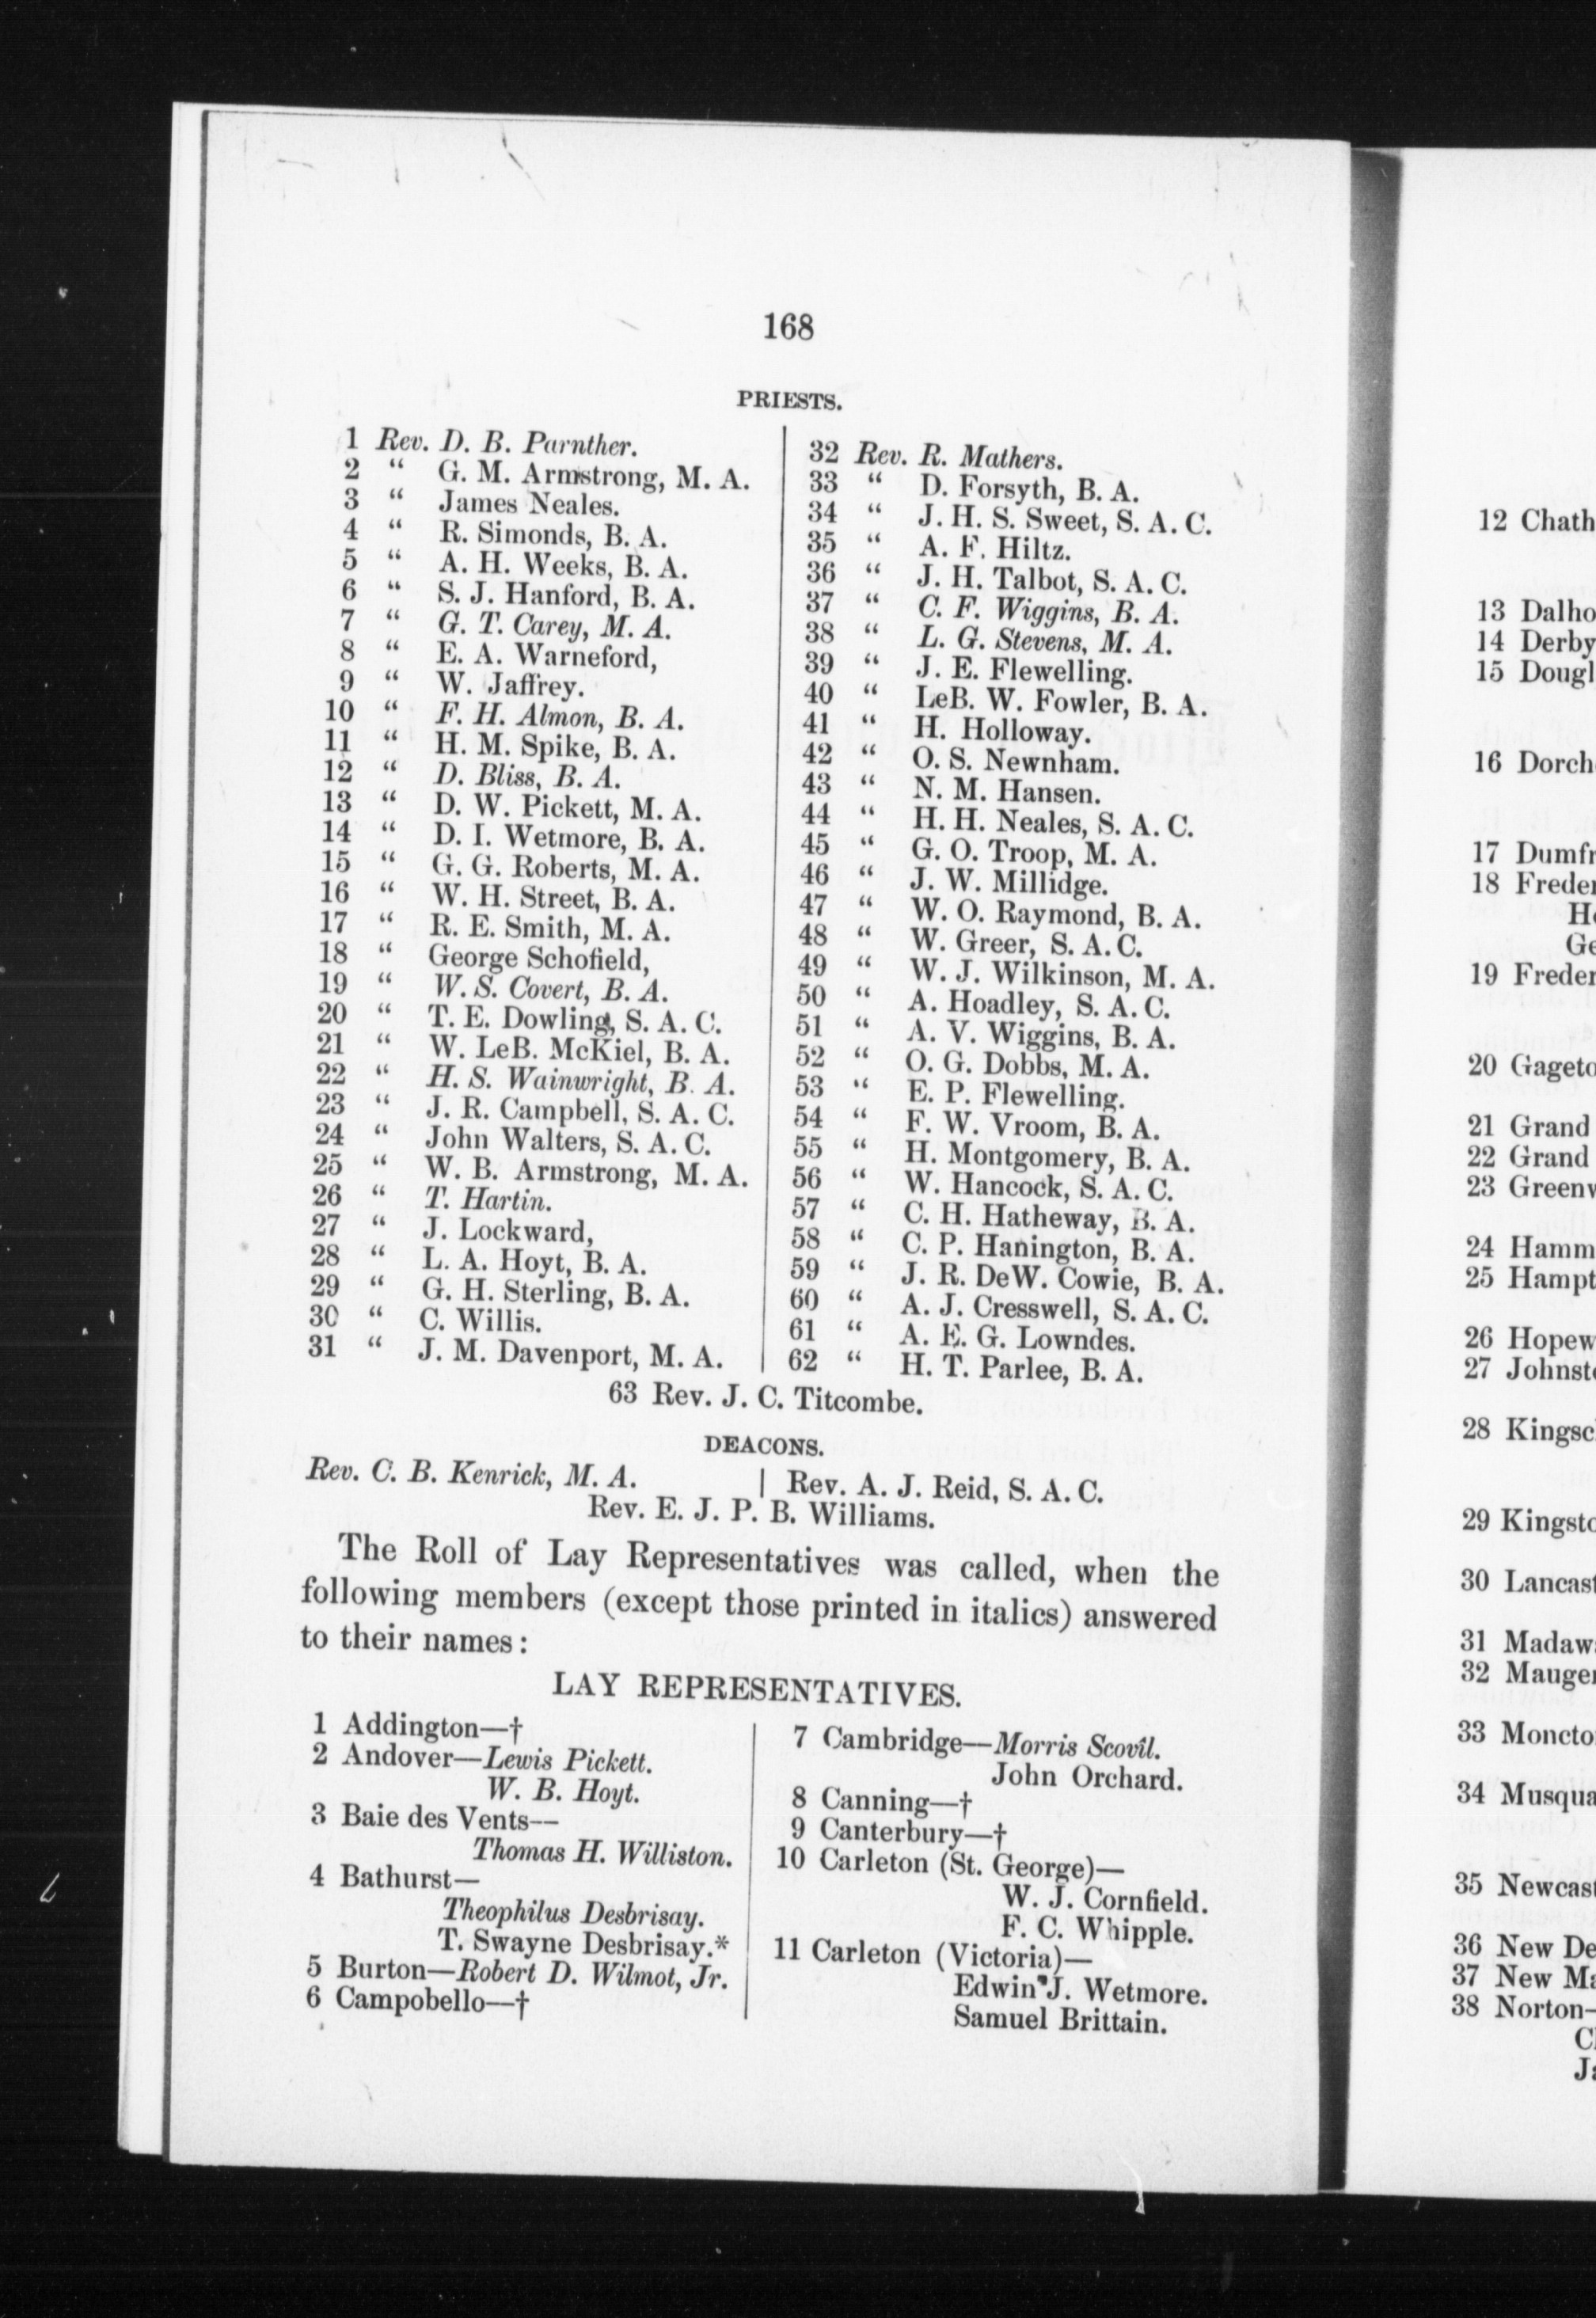 168
PRIESTS.
1 Rev. D. B. Parnther.
2 “ G. M. Armstrong, M. A.
3 “ James Neales.
4 “ R. Simonds, B. A.
5 “ A. H. Weeks, B. A.
6 “ S. J. Hanford, B. A.
7 “ G. T. Carey, M. A.
8 “ E. A. Warneford,
9 “ W. Jaffrey.
10 “ F. H. Almon, B. A.
11 “ H. M. Spike, B. A.
12 “ D. Bliss, B. A.
13 “ D. W. Pickett, M. A.
14 “ D. I. Wetmore, B. A.
15 “ G. G. Roberts, M. A.
16 “ W. H. Street, B. A.
17 “ R. E. Smith, M. A.
18 “ George Schofield,
19 “ W. S. Covert, B. A.
20 “ T. E. Dowling, S. A. C.
21 “ W. LeB. McKiel, B. A.
22 “ H. S. Wainwright, B. A.
23 “ J. R. Campbell, S. A. C.
24 “ John Walters, S. A. C.
25 “ W. B. Armstrong, M. A.
26 “ T. Hartin.
27 “ J. Lockward,
28 “ L. A. Hoyt, B. A.
29 “ G. H. Sterling, B. A.
30 “ C. Willis.
31 “ J. M. Davenport, M. A.
32 Rev. R. Mathers.
33 “ D. Forsyth, B. A.
34 “ J. H. S. Sweet, S. A. C.
35 “ A. F. Hiltz.
36 “ J. H. Talbot, S. A. C.
37 “ C. F. Wiggins, B. A.
38 “ L. G. Stevens, M. A.
39 “ J. E. Flewelling.
40 “ LeB. W. Fowler, B. A.
41 “ H. Holloway.
42 “ O. S. Newnham.
43 “ N. M. Hansen.
44 “ H. H. Neales, S. A. C.
45 “ G. O. Troop, M. A.
46 “ J. W. Millidge.
47 “ W. O. Raymond, B. A.
48 “ W. Greer, S. A. C.
49 “ W. J. Wilkinson, M. A.
50 “ A. Hoadley, S. A. C.
51 “ A. V. Wiggins, B. A.
52 “ O. G. Dobbs, M. A.
53 “ E. P. Flewelling.
54 “ F. W. Vroom, B. A.
55 “ H. Montgomery, B. A.
56 “ W. Hancock, S. A. C.
57 “ C. H. Hatheway, B. A.
58 “ C. P. Hanington, B. A.
59 “ J. R. DeW. Cowie, B. A.
60 “ A. J. Cresswell, S. A. C.
61 “ A. E. G. Lowndes.
62 “ H. T. Parlee, B. A.
63 Rev. J. C. Titcombe.
DEACONS.
Rev. C. B. Kenrick, M. A. | Rev. A. J. Reid, S. A. C.
Rev. E. J. P. B. Williams.
The Roll of Lay Representatives was called, when the
following members (except those printed in italics) answered
to their names:
LAY REPRESENTATIVES.
1 Addington—†
2 Andover—Lewis Pickett.
W. B. Hoyt.
3 Baie des Vents—
Thomas H. Williston.
4 Bathurst—
Theophilus Desbrisay.
T. Swayne Desbrisay.*
5 Burton—Robert D. Wilmot, Jr.
6 Campobello—†
7 Cambridge—Morris Scovil.
John Orchard.
8 Canning—†
9 Canterbury—†
10 Carleton (St. George)—
W. J. Cornfield.
F. C. Whipple.
11 Carleton (Victoria)—
Edwin J. Wetmore.
Samuel Brittain.
12 Chath
13 Dalho
14 Derby
15 Dougl
16 Dorch
17 Dumfr
18 Freder
Ho
Ge
19 Freder
20 Gageto
21 Grand
22 Grand
23 Greenw
24 Hamm
25 Hampt
26 Hopew
27 Johnst
28 Kingsc
29 Kingsto
30 Lancast
31 Madaw
32 Mauger
33 Moncto
34 Musqua
35 Newcast
36 New De
37 New Ma
38 Norton—
Cl
Ja